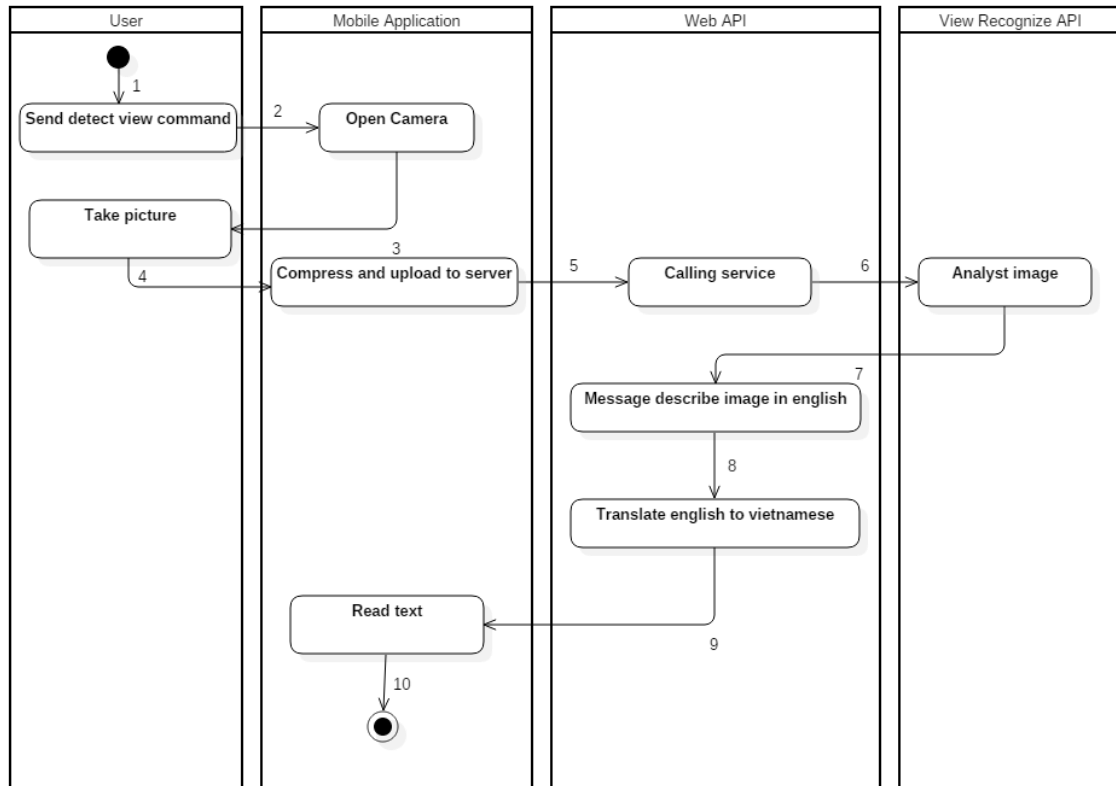 User
Mobile Application
Web API
View Recognize API
1
Send detect view command
2
Open Camera
Take picture
3
4
Compress and upload to server
5
Calling service
6
Analyst image
7
Message describe image in english
8
Translate english to vietnamese
Read text
9
10